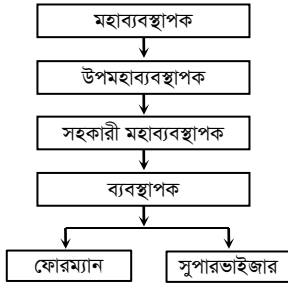 মহাব্যবস্থাপক
উপমহাব্যবস্থাপক
সহকারী মহাব্যবস্থাপক
ব্যবস্থাপক
ফোরম্যান সুপারভাইজার